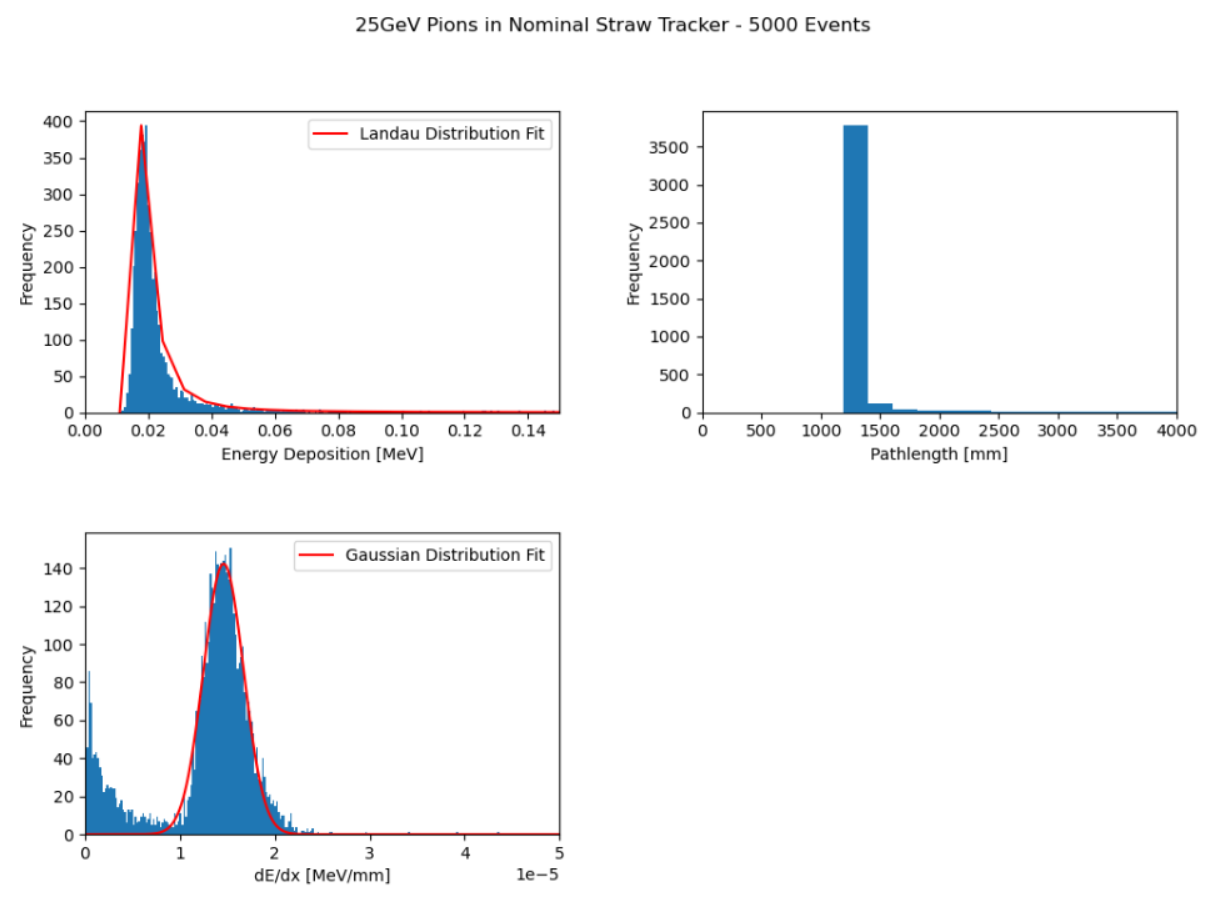 25GeV Pions in Nominal Straw Tracker - 5000 Events
400
350
300
250
200
150
100
50
0
Frequency
Landau Distribution Fit
0.00 0.02 0.04 0.06 0.08 0.10 0.12 0.14
Energy Deposition [MeV]
3500
3000
2500
2000
1500
1000
500
0
Frequency
0 500 1000 1500 2000 2500 3000 3500 4000
Pathlength [mm]
140
120
100
80
60
40
20
0
Frequency
Gaussian Distribution Fit
0 1 2 3 4 5
dE/dx [MeV/mm]
1e−5